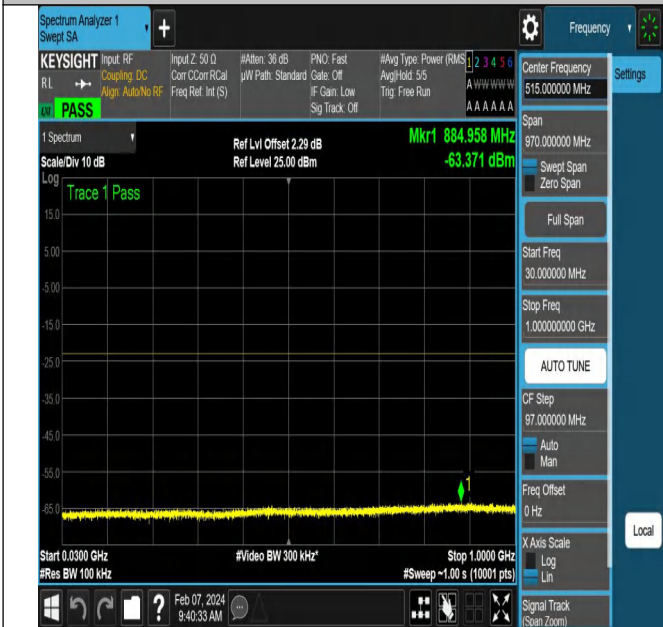 Spectrum Analyzer 1
Swept SA
+
Frequency
KEYSIGHT
RL
PASS
Input: RF
Coupling: DC
Align: Auto/No RF
Input Z: 50 Ω
Corr CCorr RCal
Freq Ref: Int (S)
#Atten: 36 dB
µW Path: Standard
PNO: Fast
Gate: Off
IF Gain: Low
Sig Track: Off
#Avg Type: Power (RMS
Avg|Hold: 5/5
Trig: Free Run
1 2 3 4 5 6
A W W W W W
A A A A A A
1 Spectrum
Scale/Div 10 dB
Ref Lvl Offset 2.29 dB
Ref Level 25.00 dBm
Mkr1 884.958 MHz
-63.371 dBm
Log
Trace 1 Pass
15.0
5.00
-5.00
-15.0
-25.0
-35.0
-45.0
-55.0
-65.0
1
Start 0.0300 GHz
#Res BW 100 kHz
#Video BW 300 kHz*
Stop 1.0000 GHz
#Sweep ~1.00 s (10001 pts)
Center Frequency
515.000000 MHz
Settings
Span
970.000000 MHz
Swept Span
Zero Span
Full Span
Start Freq
30.000000 MHz
Stop Freq
1.000000000 GHz
AUTO TUNE
CF Step
97.000000 MHz
Auto
Man
Freq Offset
0 Hz
X Axis Scale
Log
Lin
Signal Track
(Span Zoom)
Local
?
Feb 07, 2024
9:40:33 AM